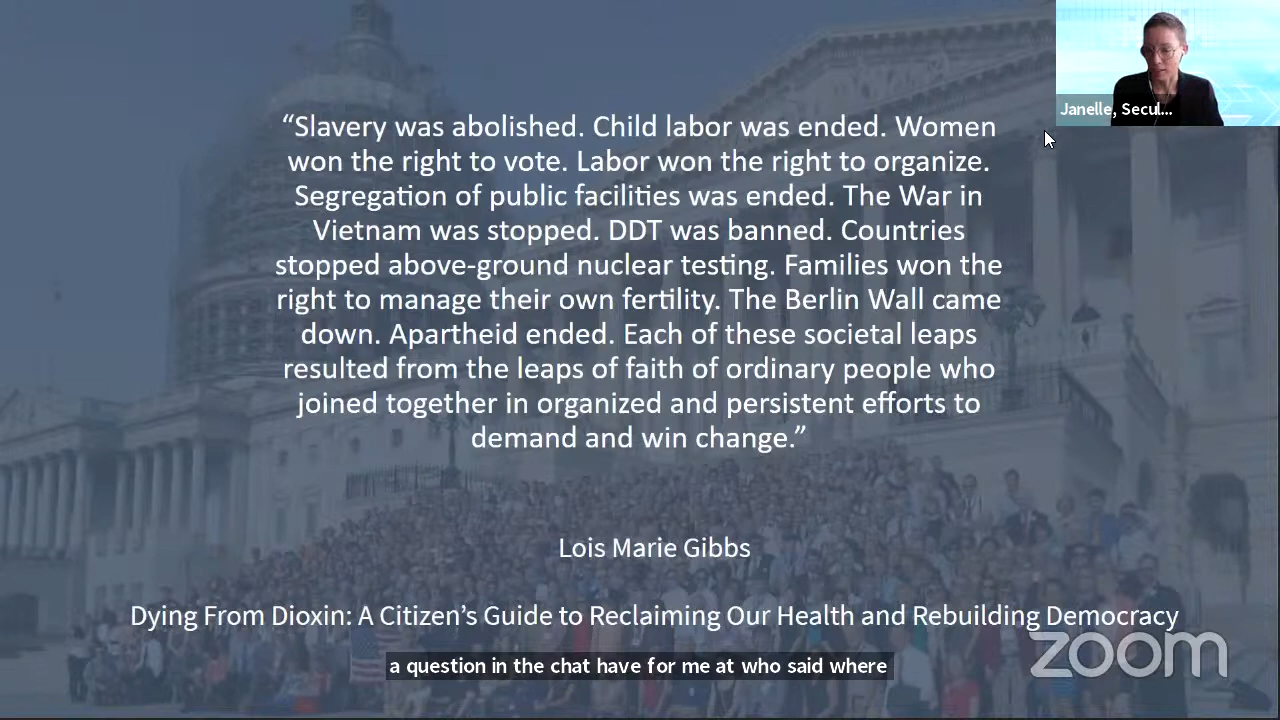 Janelle, Secul...
“Slavery was abolished. Child labor was ended. Women
won the right to vote. Labor won the right to organize.
Segregation of public facilities was ended. The War in
Vietnam was stopped. DDT was banned. Countries
stopped above-ground nuclear testing. Families won the
right to manage their own fertility. The Berlin Wall came
down. Apartheid ended. Each of these societal leaps
resulted from the leaps of faith of ordinary people who
joined together in organized and persistent efforts to
demand and win change.”
Lois Marie Gibbs
Dying From Dioxin: A Citizen’s Guide to Reclaiming Our Health and Rebuilding Democracy
zoom
a question in the chat have for me at who said where